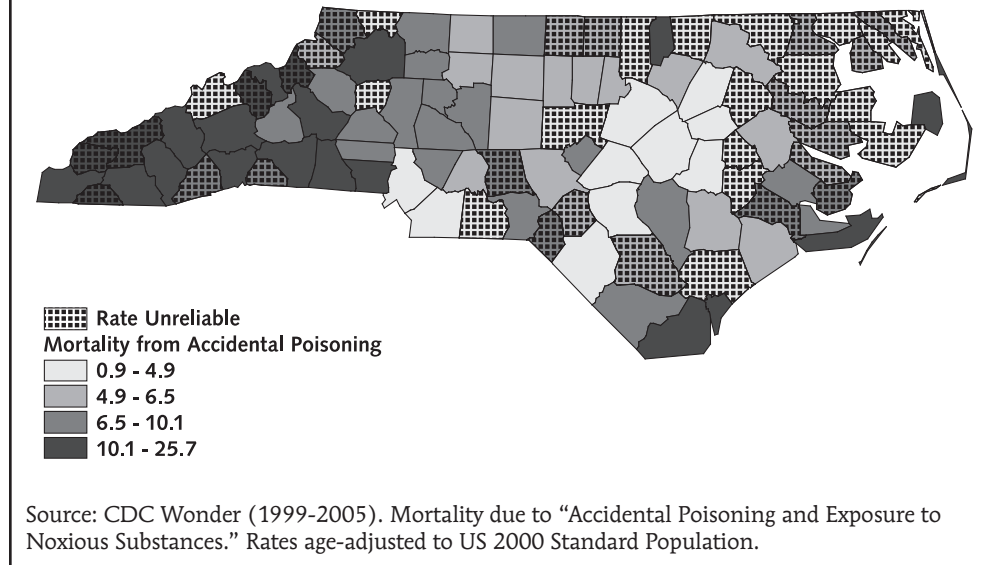 Rate Unreliable
Mortality from Accidental Poisoning
0.9 - 4.9
4.9 - 6.5
6.5 - 10.1
10.1 - 25.7
Source: CDC Wonder (1999-2005). Mortality due to “Accidental Poisoning and Exposure to
Noxious Substances.” Rates age-adjusted to US 2000 Standard Population.